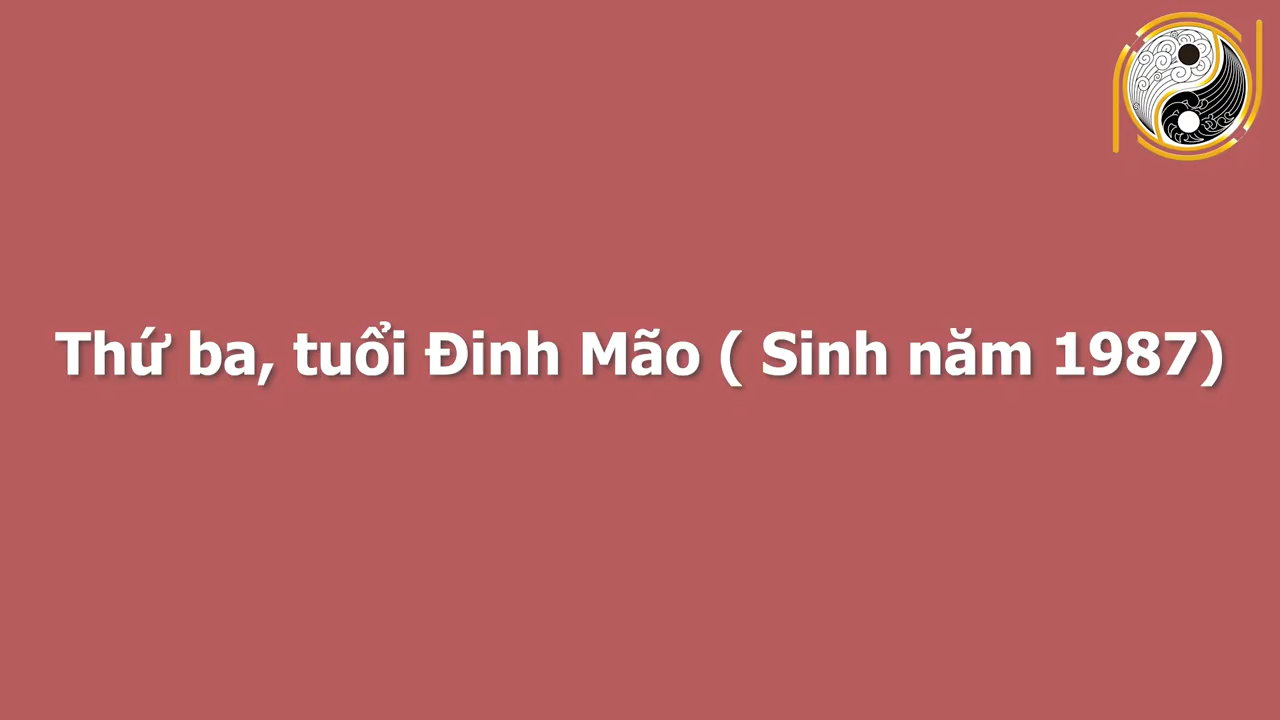 Thứ ba, tuổi Đinh Mão ( Sinh năm 1987)